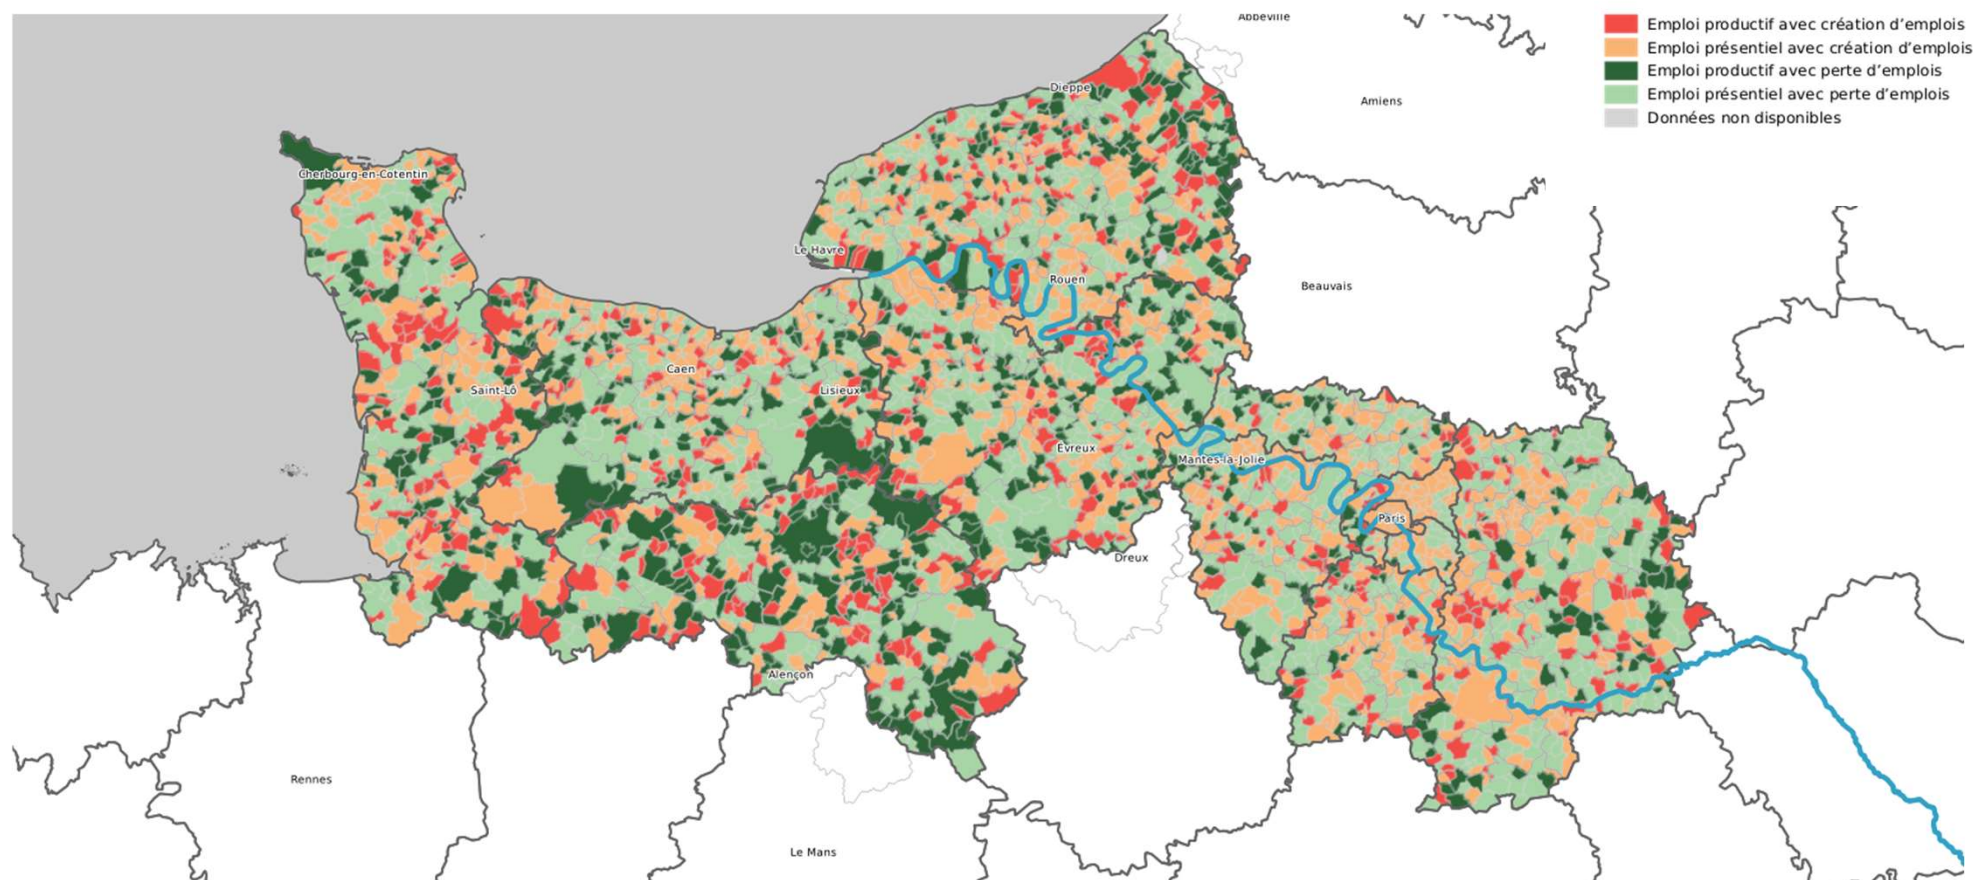 Abbeville
Emploi productif avec création d’emplois
Emploi présentiel avec création d’emplois
Emploi productif avec perte d’emplois
Emploi présentiel avec perte d’emplois
Données non disponibles
Dieppe
Amiens
Cherbourg-en-Cotentin
Le Havre
Rouen
Beauvais
Caen
Saint-Lô
Lisieux
Évreux
Mantes-la-Jolie
Paris
Dreux
Alençon
Rennes
Le Mans